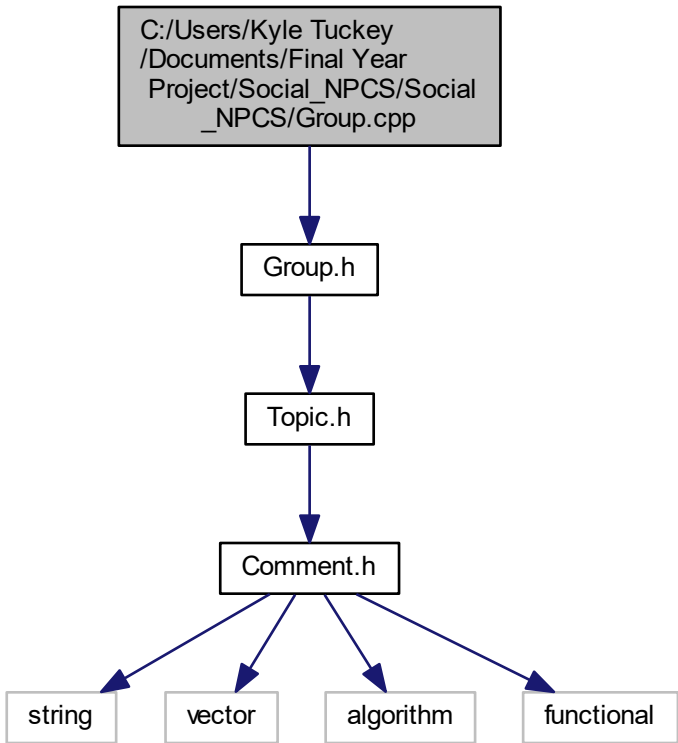 C:/Users/Kyle Tuckey
/Documents/Final Year
Project/Social_NPCS/Social
_NPCS/Group.cpp
Group.h
Topic.h
Comment.h
string
vector
algorithm
functional